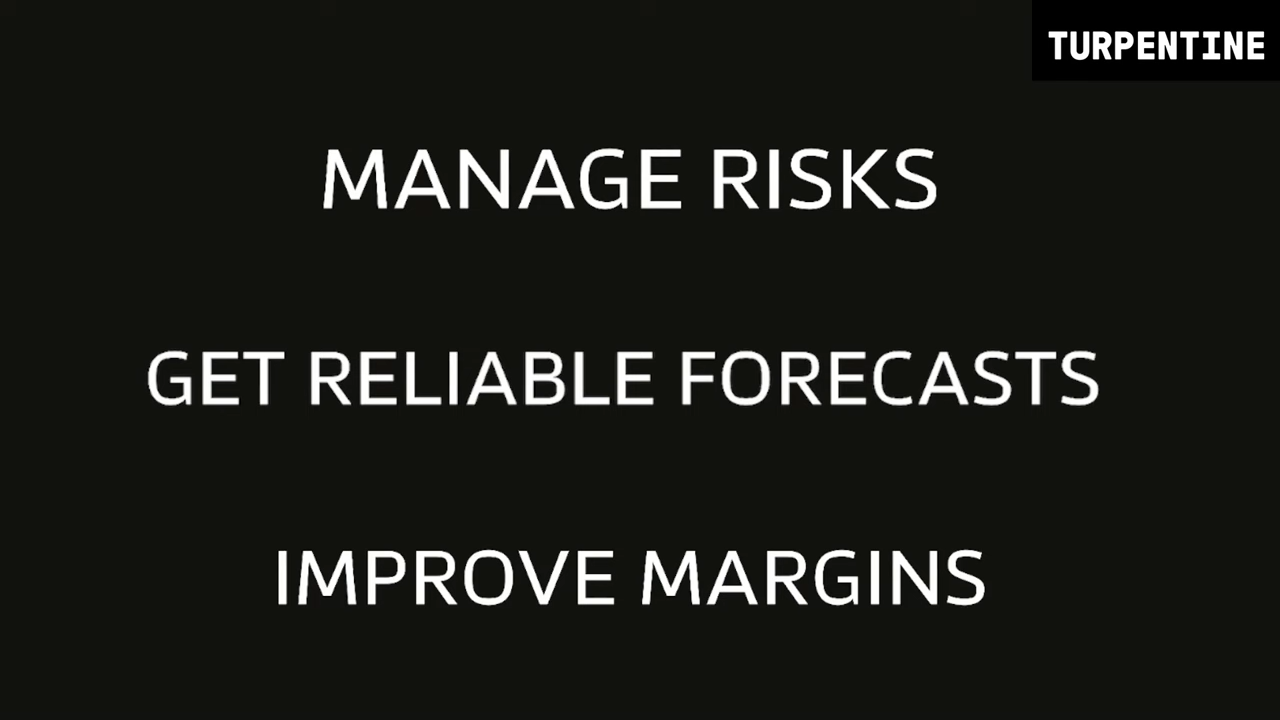 TURPENTINE
MANAGE RISKS
GET RELIABLE FORECASTS
IMPROVE MARGINS